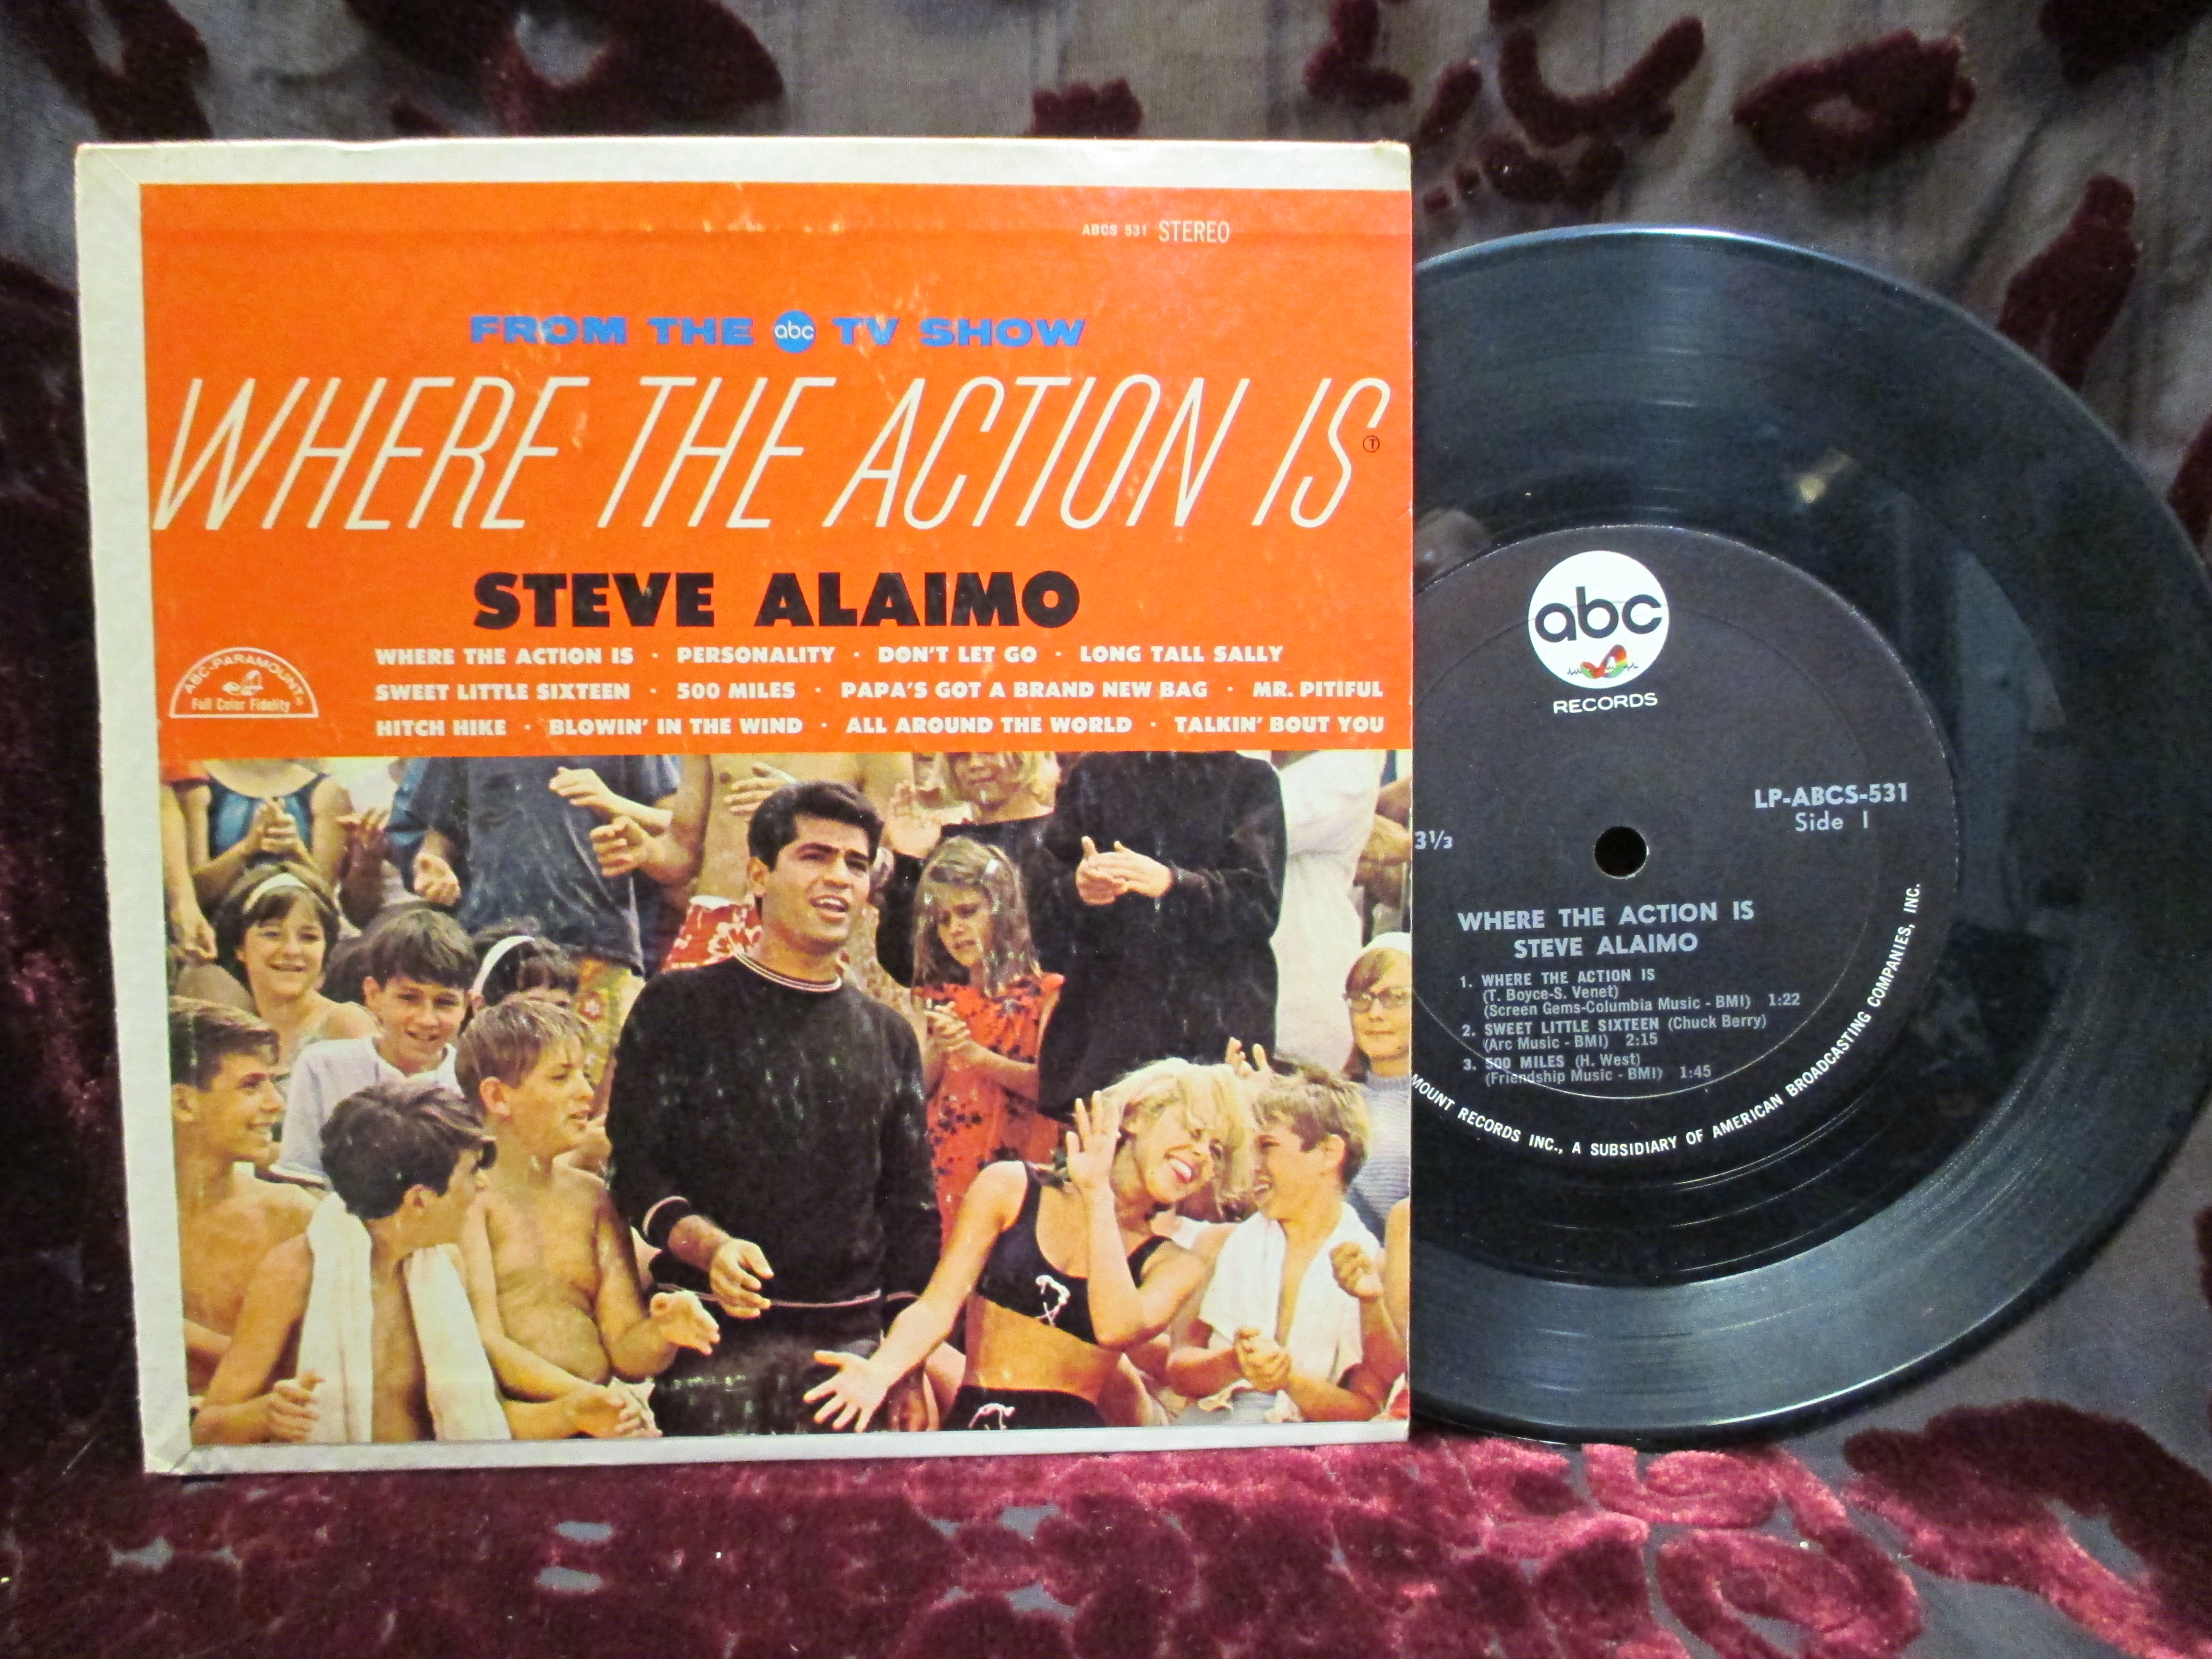 ABCS 531 STEREO
FROM THE abc TV SHOW
WHERE THE ACTION IS Ⓣ
STEVE ALAIMO
WHERE THE ACTION IS · PERSONALITY · DON'T LET GO · LONG TALL SALLY
SWEET LITTLE SIXTEEN · 500 MILES · PAPA'S GOT A BRAND NEW BAG · MR. PITIFUL
HITCH HIKE · BLOWIN' IN THE WIND · ALL AROUND THE WORLD · TALKIN' BOUT YOU
ABC-PARAMOUNT
Full Color Fidelity
abc
RECORDS
LP-ABCS-531
Side 1
3⅓
WHERE THE ACTION IS
STEVE ALAIMO
1. WHERE THE ACTION IS
(T. Boyce-S. Venet)
(Screen Gems-Columbia Music - BMI) 1:22
2. SWEET LITTLE SIXTEEN (Chuck Berry)
(Arc Music - BMI) 2:15
3. 500 MILES (H. West)
(Friendship Music - BMI) 1:45
MOUNT RECORDS INC., A SUBSIDIARY OF AMERICAN BROADCASTING COMPANIES, INC.